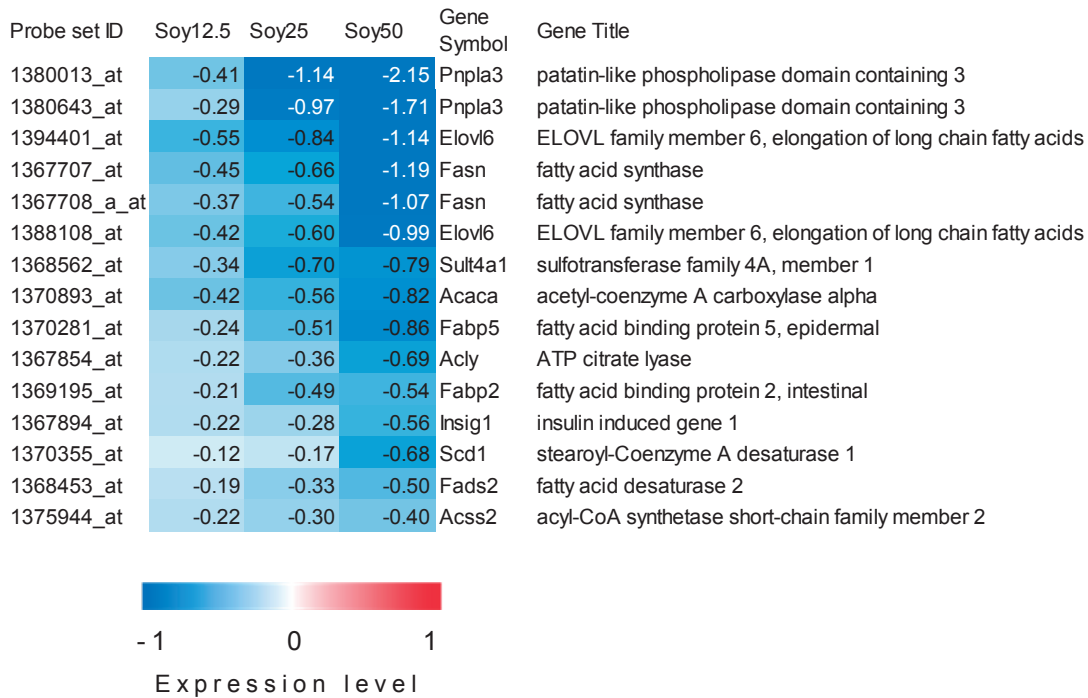 Probe set ID Soy12.5 Soy25 Soy50 Gene Symbol Gene Title
1380013_at -0.41 -1.14 -2.15 Pnpla3 patatin-like phospholipase domain containing 3
1380643_at -0.29 -0.97 -1.71 Pnpla3 patatin-like phospholipase domain containing 3
1394401_at -0.55 -0.84 -1.14 Elovl6 ELOVL family member 6, elongation of long chain fatty acids
1367707_at -0.45 -0.66 -1.19 Fasn fatty acid synthase
1367708_a_at -0.37 -0.54 -1.07 Fasn fatty acid synthase
1388108_at -0.42 -0.60 -0.99 Elovl6 ELOVL family member 6, elongation of long chain fatty acids
1368562_at -0.34 -0.70 -0.79 Sult4a1 sulfotransferase family 4A, member 1
1370893_at -0.42 -0.56 -0.82 Acaca acetyl-coenzyme A carboxylase alpha
1370281_at -0.24 -0.51 -0.86 Fabp5 fatty acid binding protein 5, epidermal
1367854_at -0.22 -0.36 -0.69 Acly ATP citrate lyase
1369195_at -0.21 -0.49 -0.54 Fabp2 fatty acid binding protein 2, intestinal
1367894_at -0.22 -0.28 -0.56 Insig1 insulin induced gene 1
1370355_at -0.12 -0.17 -0.68 Scd1 stearoyl-Coenzyme A desaturase 1
1368453_at -0.19 -0.33 -0.50 Fads2 fatty acid desaturase 2
1375944_at -0.22 -0.30 -0.40 Acss2 acyl-CoA synthetase short-chain family member 2
-1 0 1
Expression level